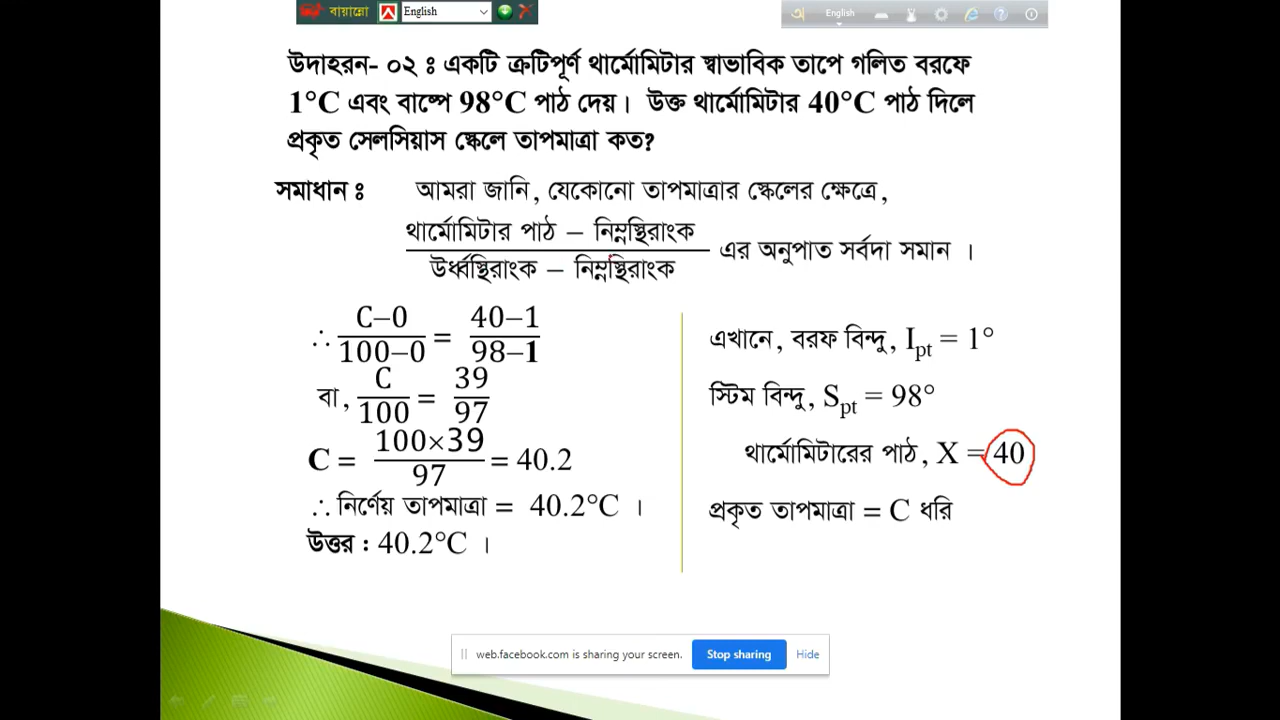 বায়ান্নো English
English
উদাহরন- ০২ ঃ একটি ক্রটিপূর্ণ থার্মোমিটার স্বাভাবিক তাপে গলিত বরফে
1°C এবং বাষ্পে 98°C পাঠ দেয়। উক্ত থার্মোমিটার 40°C পাঠ দিলে
প্রকৃত সেলসিয়াস স্কেলে তাপমাত্রা কত?
সমাধান ঃ আমরা জানি, যেকোনো তাপমাত্রার স্কেলের ক্ষেত্রে,
থার্মোমিটার পাঠ – নিম্নস্থিরাংক
উর্ধ্বস্থিরাংক – নিম্নস্থিরাংক
এর অনুপাত সর্বদা সমান ।
∴ C–0/100–0 = 40–1/98–1
বা, C/100 = 39/97
C = 100×39/97 = 40.2
∴ নির্ণেয় তাপমাত্রা = 40.2°C ।
উত্তর : 40.2°C ।
এখানে, বরফ বিন্দু, Ipt = 1°
স্টিম বিন্দু, Spt = 98°
থার্মোমিটারের পাঠ, X = 40
প্রকৃত তাপমাত্রা = C ধরি
web.facebook.com is sharing your screen. Stop sharing Hide